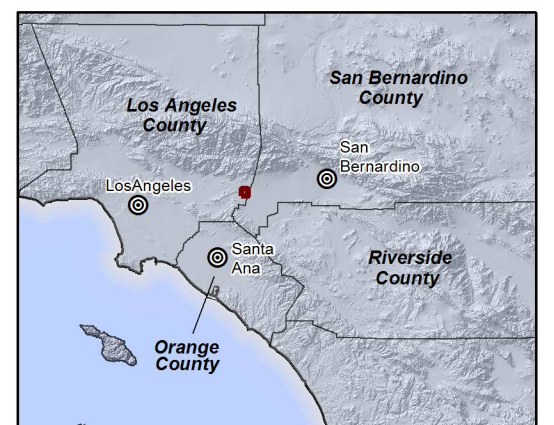 San Bernardino
County
Los Angeles
County
San
Bernardino
LosAngeles
Santa
Ana
Riverside
County
Orange
County